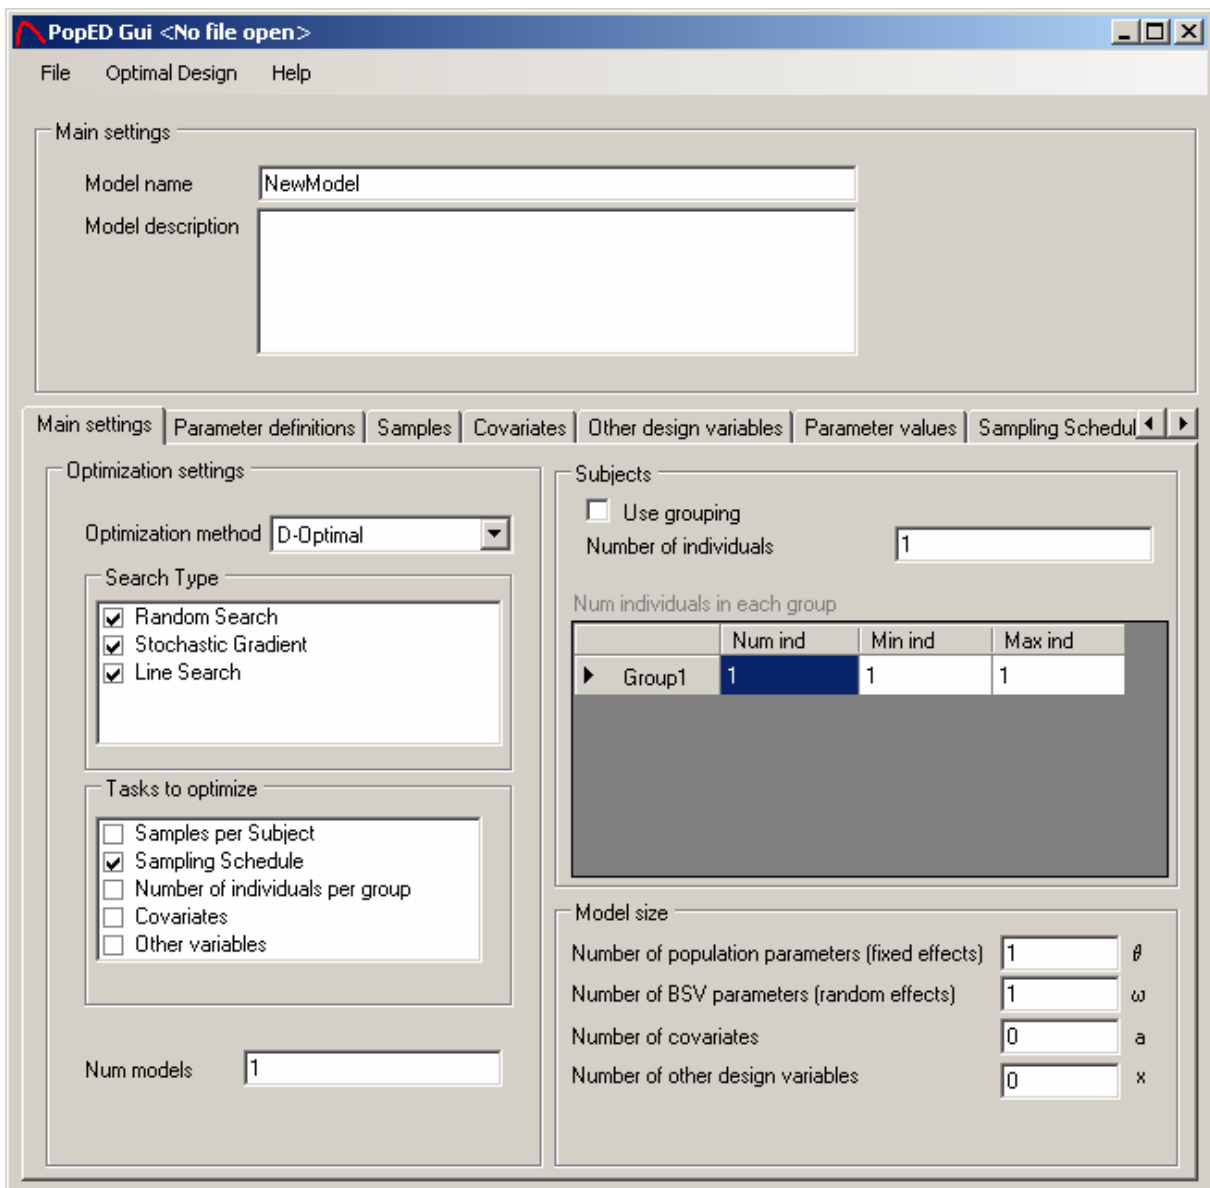 PopED Gui <No file open>
File Optimal Design Help
Main settings
Model name NewModel
Model description
Main settings Parameter definitions Samples Covariates Other design variables Parameter values Sampling Schedul
Optimization settings
Optimization method D-Optimal
Search Type
Random Search
Stochastic Gradient
Line Search
Tasks to optimize
Samples per Subject
Sampling Schedule
Number of individuals per group
Covariates
Other variables
Num models 1
Subjects
Use grouping
Number of individuals 1
Num individuals in each group
Num ind Min ind Max ind
Group1 1 1 1
Model size
Number of population parameters (fixed effects) 1 θ
Number of BSV parameters (random effects) 1 ω
Number of covariates 0 a
Number of other design variables 0 x